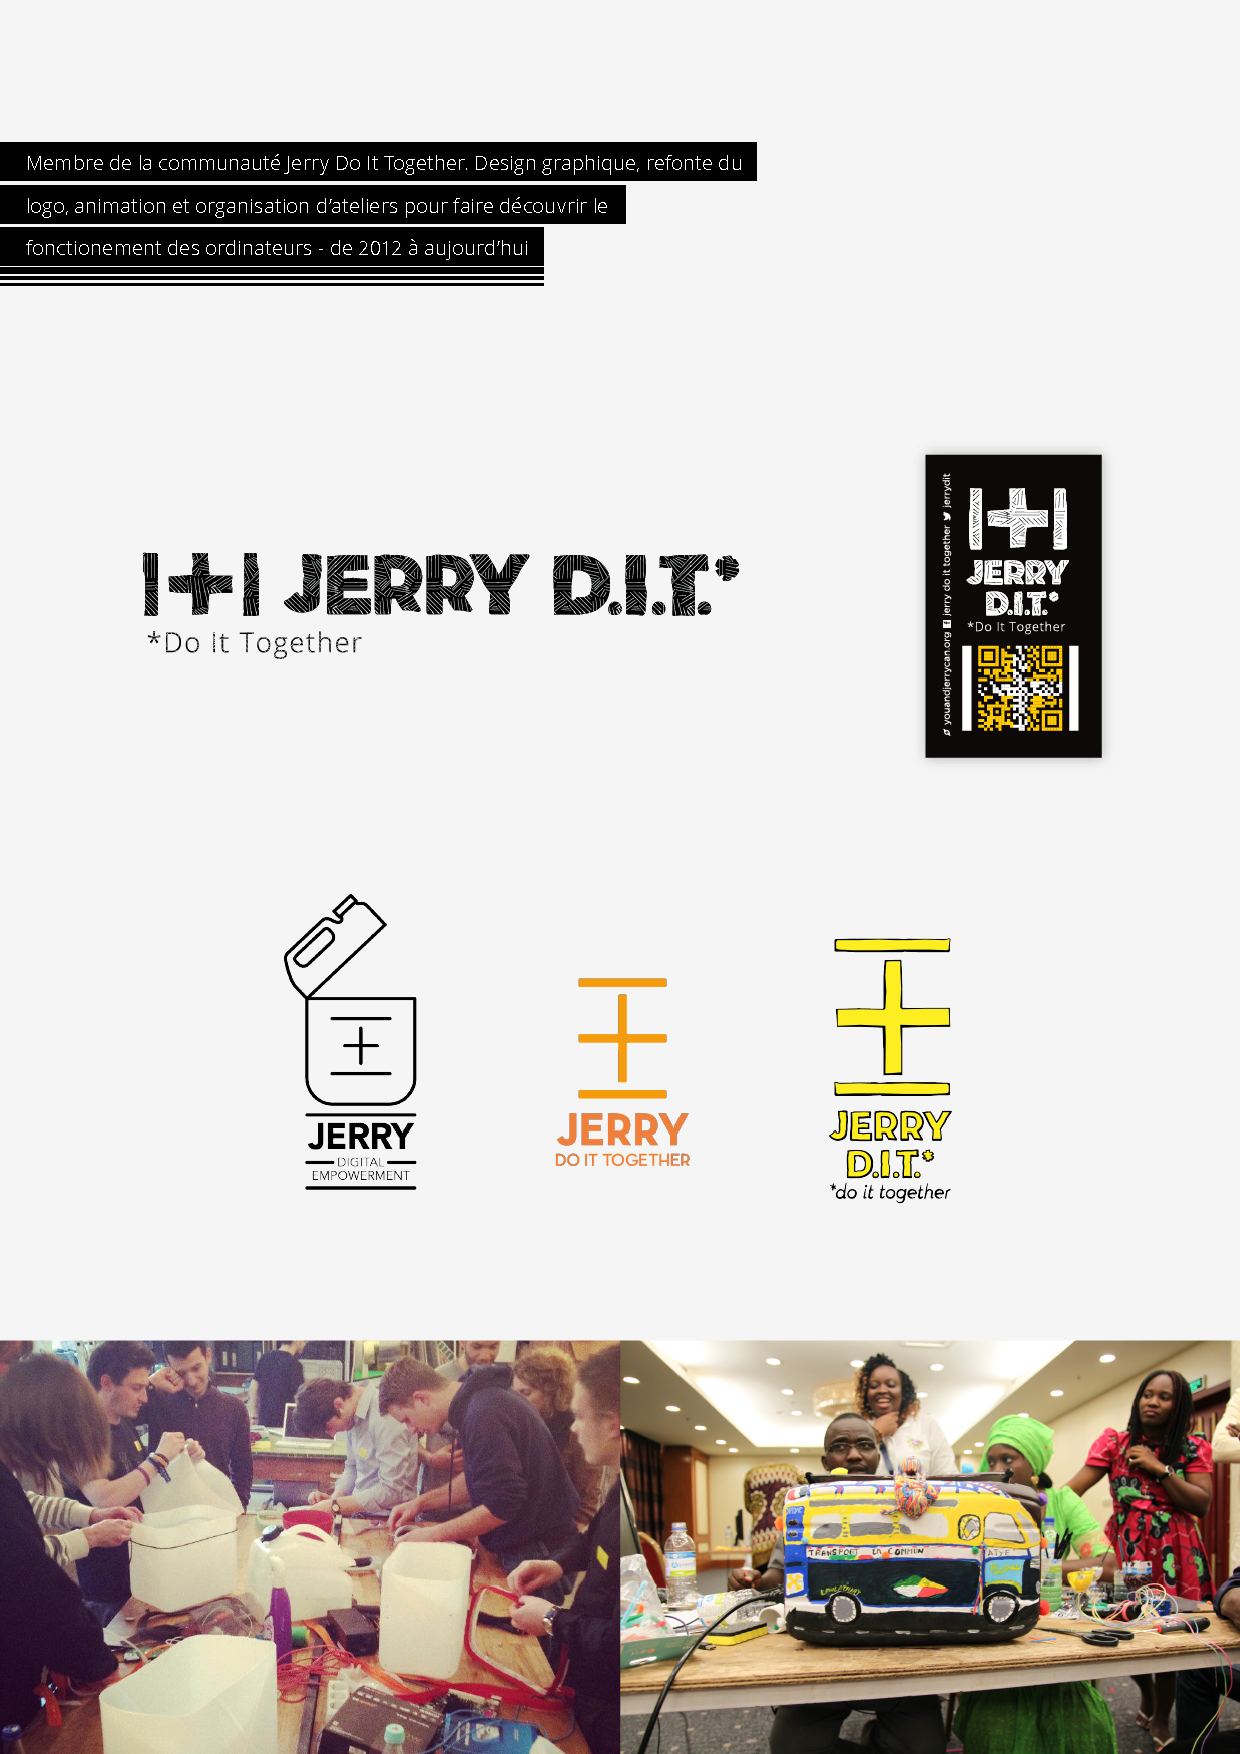 Membre de la communauté Jerry Do It Together. Design graphique, refonte du
logo, animation et organisation d’ateliers pour faire découvrir le
fonctionement des ordinateurs - de 2012 à aujourd’hui
JERRY D.I.T.*
*Do It Together
youandjerrycan.org jerry do it together jerrydit
JERRY
D.I.T.*
*Do It Together
JERRY
DIGITAL
EMPOWERMENT
JERRY
DO IT TOGETHER
JERRY
D.I.T.*
*do it together
TRANSPORT EN COMMUN